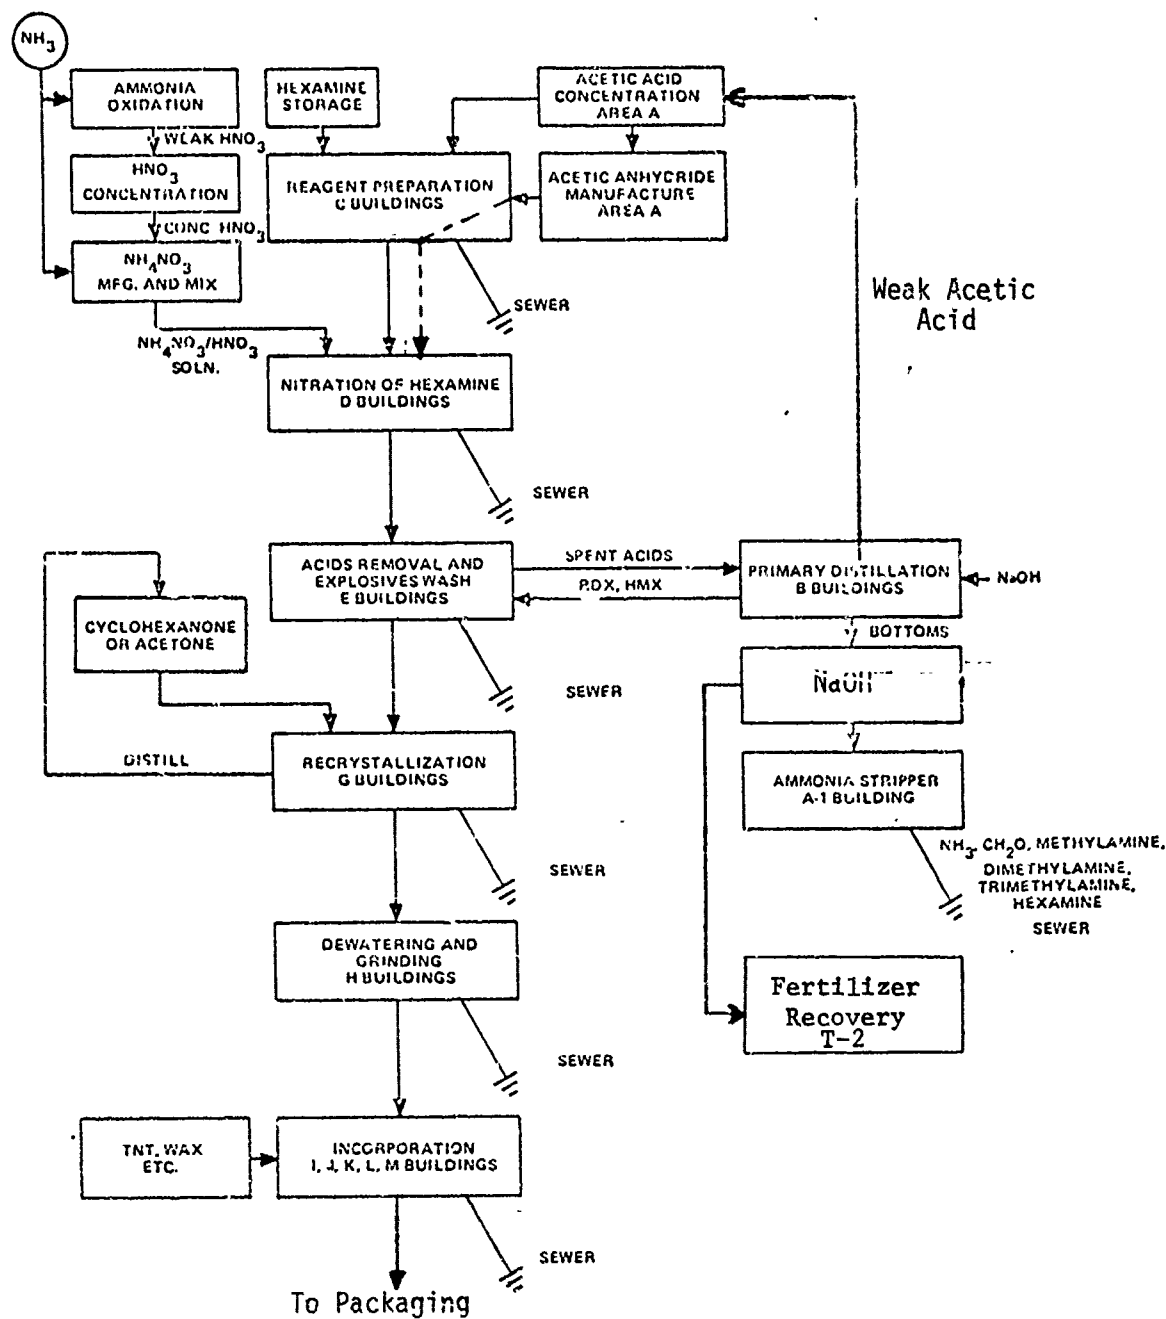 NH3
AMMONIA
OXIDATION
HEXAMINE
STORAGE
ACETIC ACID
CONCENTRATION
AREA A
WEAK HNO3
HNO3
CONCENTRATION
REAGENT PREPARATION
C BUILDINGS
ACETIC ANHYDRIDE
MANUFACTURE
AREA A
CONC HNO3
NH4NO3
MFG. AND MIX
SEWER
Weak Acetic
Acid
NH4NO3/HNO3
SOLN.
NITRATION OF HEXAMINE
D BUILDINGS
SEWER
ACIDS REMOVAL AND
EXPLOSIVES WASH
E BUILDINGS
SPENT ACIDS
RDX, HMX
PRIMARY DISTILLATION
B BUILDINGS
NaOH
BOTTOMS
CYCLOHEXANONE
OR ACETONE
NaOH
SEWER
DISTILL
RECRYSTALLIZATION
G BUILDINGS
AMMONIA STRIPPER
A-1 BUILDING
NH3, CH2O, METHYLAMINE,
DIMETHYLAMINE,
TRIMETHYLAMINE,
HEXAMINE
SEWER
SEWER
DEWATERING AND
GRINDING
H BUILDINGS
Fertilizer
Recovery
T-2
SEWER
TNT, WAX
ETC.
INCORPORATION
I, J, K, L, M BUILDINGS
SEWER
To Packaging